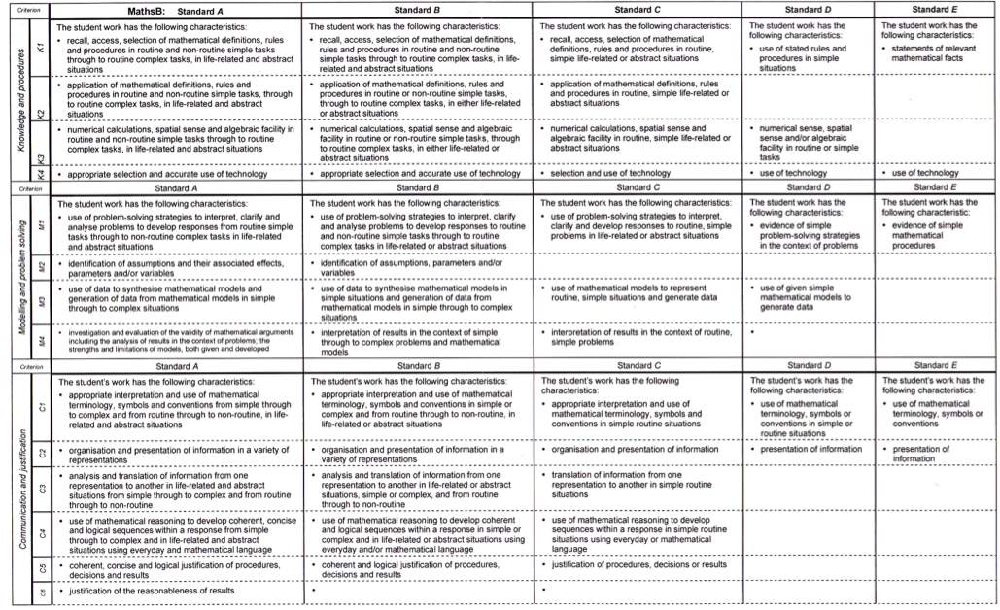 Criterion MathsB: Standard A Standard B Standard C Standard D Standard E
Knowledge and procedures
K1
The student work has the following characteristics:
• recall, access, selection of mathematical definitions, rules
and procedures in routine and non-routine simple tasks
through to routine complex tasks, in life-related and abstract
situations
The student work has the following characteristics:
• recall, access, selection of mathematical definitions,
rules and procedures in routine and non-routine
simple tasks through to routine complex tasks, in life-
related and abstract situations
The student work has the following characteristics:
• recall, access, selection of mathematical
definitions, rules and procedures in routine,
simple life-related or abstract situations
The student work has the
following characteristics:
• use of stated rules and
procedures in simple
situations
The student work has the
following characteristics:
• statements of relevant
mathematical facts
K2
• application of mathematical definitions, rules and
procedures in routine and non-routine simple tasks, through
to routine complex tasks, in life-related and abstract
situations
• application of mathematical definitions, rules and
procedures in routine or non-routine simple tasks,
through to routine complex tasks, in either life-related
or abstract situations
• application of mathematical definitions, rules
and procedures in routine, simple life-related or
abstract situations
K3
• numerical calculations, spatial sense and algebraic facility in
routine and non-routine simple tasks through to routine
complex tasks, in life-related and abstract situations
• numerical calculations, spatial sense and algebraic
facility in routine or non-routine simple tasks, through
to routine complex tasks, in either life-related or
abstract situations
• numerical calculations, spatial sense and
algebraic facility in routine, simple life-related or
abstract situations
• numerical sense, spatial
sense and/or algebraic
facility in routine or simple
tasks
K4
• appropriate selection and accurate use of technology
• appropriate selection and accurate use of technology
• selection and use of technology
• use of technology
• use of technology
Criterion Standard A Standard B Standard C Standard D Standard E
Modelling and problem solving
M1
The student work has the following characteristics:
• use of problem-solving strategies to interpret, clarify and
analyse problems to develop responses from routine simple
tasks through to non-routine complex tasks in life-related
and abstract situations
The student work has the following characteristics:
• use of problem-solving strategies to interpret, clarify
and analyse problems to develop responses to routine
and non-routine simple tasks through to routine
complex tasks in life-related or abstract situations
The student work has the following characteristics:
• use of problem-solving strategies to interpret,
clarify and develop responses to routine, simple
problems in life-related or abstract situations
The student work has the
following characteristics:
• evidence of simple
problem-solving strategies
in the context of problems
The student work has the
following characteristic:
• evidence of simple
mathematical
procedures
M2
• identification of assumptions and their associated effects,
parameters and/or variables
• identification of assumptions, parameters and/or
variables
M3
• use of data to synthesise mathematical models and
generation of data from mathematical models in simple
through to complex situations
• use of data to synthesise mathematical models in
simple situations and generation of data from
mathematical models in simple through to complex
situations
• use of mathematical models to represent
routine, simple situations and generate data
• use of given simple
mathematical models to
generate data
M4
• investigation and evaluation of the validity of mathematical arguments
including the analysis of results in the context of problems; the
strengths and limitations of models, both given and developed
• interpretation of results in the context of simple
through to complex problems and mathematical
models
• interpretation of results in the context of routine,
simple problems
•
Criterion Standard A Standard B Standard C Standard D Standard E
Communication and justification
C1
The student's work has the following characteristics:
• appropriate interpretation and use of mathematical
terminology, symbols and conventions from simple through
to complex and from routine through to non-routine, in life-
related and abstract situations
The student's work has the following characteristics:
• appropriate interpretation and use of mathematical
terminology, symbols and conventions in simple or
complex and from routine through to non-routine, in
life-related or abstract situations
The student's work has the following
characteristics:
• appropriate interpretation and use of
mathematical terminology, symbols and
conventions in simple routine situations
The student's work has the
following characteristics:
• use of mathematical
terminology, symbols or
conventions in simple or
routine situations
The student's work has the
following characteristics:
• use of mathematical
terminology, symbols or
conventions
C2
• organisation and presentation of information in a variety of
representations
• organisation and presentation of information in a
variety of representations
• organisation and presentation of information
• presentation of information
• presentation of
information
C3
• analysis and translation of information from one
representation to another in life-related and abstract
situations from simple through to complex and from routine
through to non-routine
• analysis and translation of information from one
representation to another in life-related or abstract
situations, simple or complex, and from routine
through to non-routine
• translation of information from one
representation to another in simple routine
situations
C4
• use of mathematical reasoning to develop coherent, concise
and logical sequences within a response from simple
through to complex and in life-related and abstract
situations using everyday and mathematical language
• use of mathematical reasoning to develop coherent
and logical sequences within a response in simple or
complex and in life-related or abstract situations using
everyday and/or mathematical language
• use of mathematical reasoning to develop
sequences within a response in simple routine
situations using everyday or mathematical
language
C5
• coherent, concise and logical justification of procedures,
decisions and results
• coherent and logical justification of procedures,
decisions and results
• justification of procedures, decisions or results
C6
• justification of the reasonableness of results
•
•